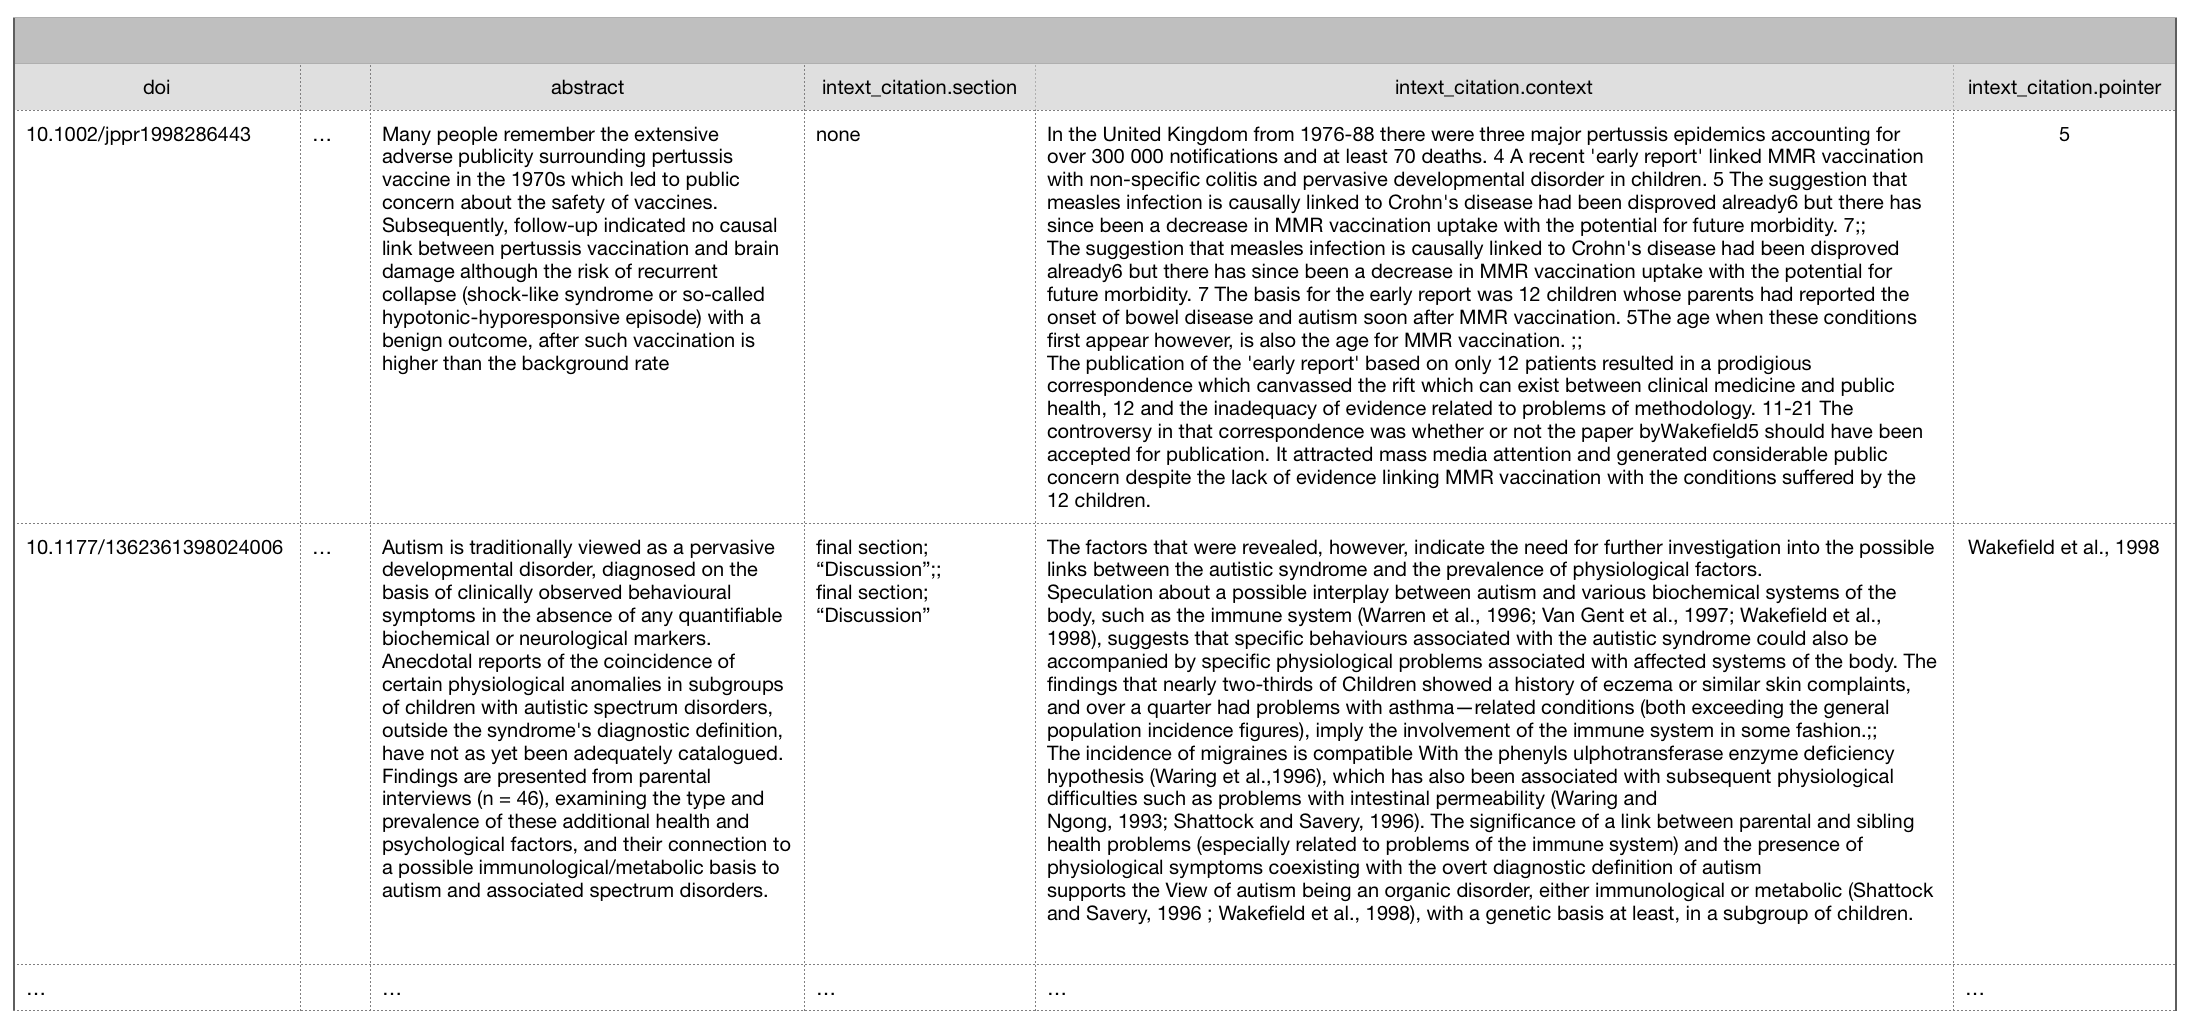 doi
abstract
intext_citation.section
intext_citation.context
intext_citation.pointer
10.1002/jppr1998286443
…
Many people remember the extensive
adverse publicity surrounding pertussis
vaccine in the 1970s which led to public
concern about the safety of vaccines.
Subsequently, follow-up indicated no causal
link between pertussis vaccination and brain
damage although the risk of recurrent
collapse (shock-like syndrome or so-called
hypotonic-hyporesponsive episode) with a
benign outcome, after such vaccination is
higher than the background rate
none
In the United Kingdom from 1976-88 there were three major pertussis epidemics accounting for
over 300 000 notifications and at least 70 deaths. 4 A recent 'early report' linked MMR vaccination
with non-specific colitis and pervasive developmental disorder in children. 5 The suggestion that
measles infection is causally linked to Crohn's disease had been disproved already6 but there has
since been a decrease in MMR vaccination uptake with the potential for future morbidity. 7;;
The suggestion that measles infection is causally linked to Crohn's disease had been disproved
already6 but there has since been a decrease in MMR vaccination uptake with the potential for
future morbidity. 7 The basis for the early report was 12 children whose parents had reported the
onset of bowel disease and autism soon after MMR vaccination. 5The age when these conditions
first appear however, is also the age for MMR vaccination. ;;
The publication of the 'early report' based on only 12 patients resulted in a prodigious
correspondence which canvassed the rift which can exist between clinical medicine and public
health, 12 and the inadequacy of evidence related to problems of methodology. 11-21 The
controversy in that correspondence was whether or not the paper byWakefield5 should have been
accepted for publication. It attracted mass media attention and generated considerable public
concern despite the lack of evidence linking MMR vaccination with the conditions suffered by the
12 children.
5
10.1177/1362361398024006
…
Autism is traditionally viewed as a pervasive
developmental disorder, diagnosed on the
basis of clinically observed behavioural
symptoms in the absence of any quantifiable
biochemical or neurological markers.
Anecdotal reports of the coincidence of
certain physiological anomalies in subgroups
of children with autistic spectrum disorders,
outside the syndrome's diagnostic definition,
have not as yet been adequately catalogued.
Findings are presented from parental
interviews (n = 46), examining the type and
prevalence of these additional health and
psychological factors, and their connection to
a possible immunological/metabolic basis to
autism and associated spectrum disorders.
final section;
“Discussion”;;
final section;
“Discussion”
The factors that were revealed, however, indicate the need for further investigation into the possible
links between the autistic syndrome and the prevalence of physiological factors.
Speculation about a possible interplay between autism and various biochemical systems of the
body, such as the immune system (Warren et al., 1996; Van Gent et al., 1997; Wakefield et al.,
1998), suggests that specific behaviours associated with the autistic syndrome could also be
accompanied by specific physiological problems associated with affected systems of the body. The
findings that nearly two-thirds of Children showed a history of eczema or similar skin complaints,
and over a quarter had problems with asthma—related conditions (both exceeding the general
population incidence figures), imply the involvement of the immune system in some fashion.;;
The incidence of migraines is compatible With the phenyls ulphotransferase enzyme deficiency
hypothesis (Waring et al.,1996), which has also been associated with subsequent physiological
difficulties such as problems with intestinal permeability (Waring and
Ngong, 1993; Shattock and Savery, 1996). The significance of a link between parental and sibling
health problems (especially related to problems of the immune system) and the presence of
physiological symptoms coexisting with the overt diagnostic definition of autism
supports the View of autism being an organic disorder, either immunological or metabolic (Shattock
and Savery, 1996 ; Wakefield et al., 1998), with a genetic basis at least, in a subgroup of children.
Wakefield et al., 1998
…
…
…
…
…